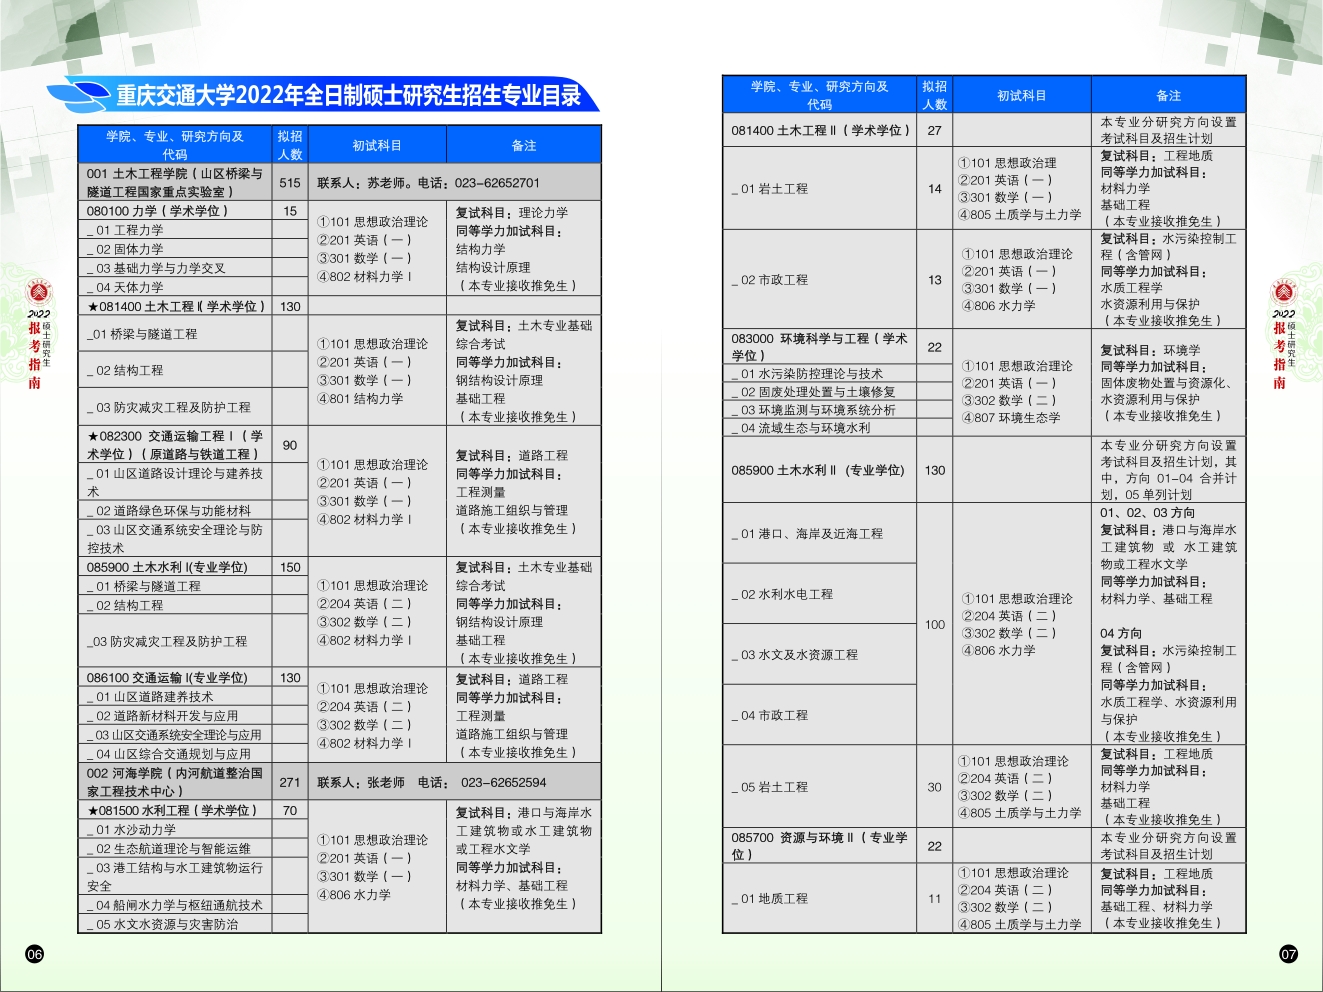 重庆交通大学2022年全日制硕士研究生招生专业目录
学院、专业、研究方向及
代码
拟招
人数
初试科目
备注
001 土木工程学院（山区桥梁与
隧道工程国家重点实验室）
515
联系人：苏老师。电话：023-62652701
080100 力学（学术学位）
15
_ 01 工程力学
_ 02 固体力学
_ 03 基础力学与力学交叉
_ 04 天体力学
①101 思想政治理论
②201 英语（一）
③301 数学（一）
④802 材料力学 I
复试科目：理论力学
同等学力加试科目：
结构力学
结构设计原理
（本专业接收推免生）
★081400 土木工程 I（学术学位）
130
_01 桥梁与隧道工程
_ 02 结构工程
_ 03 防灾减灾工程及防护工程
①101 思想政治理论
②201 英语（一）
③301 数学（一）
④801 结构力学
复试科目：土木专业基础
综合考试
同等学力加试科目：
钢结构设计原理
基础工程
（本专业接收推免生）
★082300 交通运输工程 I （学
术学位）（原道路与铁道工程）
90
_ 01 山区道路设计理论与建养技
术
_ 02 道路绿色环保与功能材料
_ 03 山区交通系统安全理论与防
控技术
①101 思想政治理论
②201 英语（一）
③301 数学（一）
④802 材料力学 I
复试科目：道路工程
同等学力加试科目：
工程测量
道路施工组织与管理
（本专业接收推免生）
085900 土木水利 I(专业学位)
150
_ 01 桥梁与隧道工程
_ 02 结构工程
_03 防灾减灾工程及防护工程
①101 思想政治理论
②204 英语（二）
③302 数学（二）
④802 材料力学 I
复试科目：土木专业基础
综合考试
同等学力加试科目：
钢结构设计原理
基础工程
（本专业接收推免生）
086100 交通运输 I(专业学位)
130
_ 01 山区道路建养技术
_ 02 道路新材料开发与应用
_ 03 山区交通系统安全理论与应用
_ 04 山区综合交通规划与应用
①101 思想政治理论
②204 英语（二）
③302 数学（二）
④802 材料力学 I
复试科目：道路工程
同等学力加试科目：
工程测量
道路施工组织与管理
（本专业接收推免生）
002 河海学院（内河航道整治国
家工程技术中心）
271
联系人：张老师 电话： 023-62652594
★081500 水利工程（学术学位）
70
_ 01 水沙动力学
_ 02 生态航道理论与智能运维
_ 03 港工结构与水工建筑物运行
安全
_ 04 船闸水力学与枢纽通航技术
_ 05 水文水资源与灾害防治
①101 思想政治理论
②201 英语（一）
③301 数学（一）
④806 水力学
复试科目：港口与海岸水
工建筑物或水工建筑物
或工程水文学
同等学力加试科目：
材料力学、基础工程
（本专业接收推免生）
2022
硕士研究生
报考指南
06
学院、专业、研究方向及
代码
拟招
人数
初试科目
备注
081400 土木工程 II （学术学位）
27
本专业分研究方向设置
考试科目及招生计划
_ 01 岩土工程
14
①101 思想政治理
②201 英语（一）
③301 数学（一）
④805 土质学与土力学
复试科目：工程地质
同等学力加试科目：
材料力学
基础工程
（本专业接收推免生）
_ 02 市政工程
13
①101 思想政治理论
②201 英语（一）
③301 数学（一）
④806 水力学
复试科目：水污染控制工
程（含管网）
同等学力加试科目：
水质工程学
水资源利用与保护
（本专业接收推免生）
083000 环境科学与工程（学术
学位）
22
_ 01 水污染防控理论与技术
_ 02 固废处理处置与土壤修复
_ 03 环境监测与环境系统分析
_ 04 流域生态与环境水利
①101 思想政治理论
②201 英语（一）
③302 数学（二）
④807 环境生态学
复试科目：环境学
同等学力加试科目：
固体废物处置与资源化、
水资源利用与保护
（本专业接收推免生）
085900 土木水利 II (专业学位)
130
本专业分研究方向设置
考试科目及招生计划，其
中，方向 01-04 合并计
划，05 单列计划
_ 01 港口、海岸及近海工程
_ 02 水利水电工程
_ 03 水文及水资源工程
_ 04 市政工程
100
①101 思想政治理论
②204 英语（二）
③302 数学（二）
④806 水力学
01、02、03 方向
复试科目：港口与海岸水
工建筑物 或 水工建筑
物或工程水文学
同等学力加试科目：
材料力学、基础工程
04 方向
复试科目：水污染控制工
程（含管网）
同等学力加试科目：
水质工程学、水资源利用
与保护
（本专业接收推免生）
_ 05 岩土工程
30
①101 思想政治理论
②204 英语（二）
③302 数学（二）
④805 土质学与土力学
复试科目：工程地质
同等学力加试科目：
材料力学
基础工程
（本专业接收推免生）
085700 资源与环境 II （专业学
位）
22
本专业分研究方向设置
考试科目及招生计划
_ 01 地质工程
11
①101 思想政治理论
②204 英语（二）
③302 数学（二）
④805 土质学与土力学
复试科目：工程地质
同等学力加试科目：
基础工程、材料力学
（本专业接收推免生）
2022
硕士研究生
报考指南
07